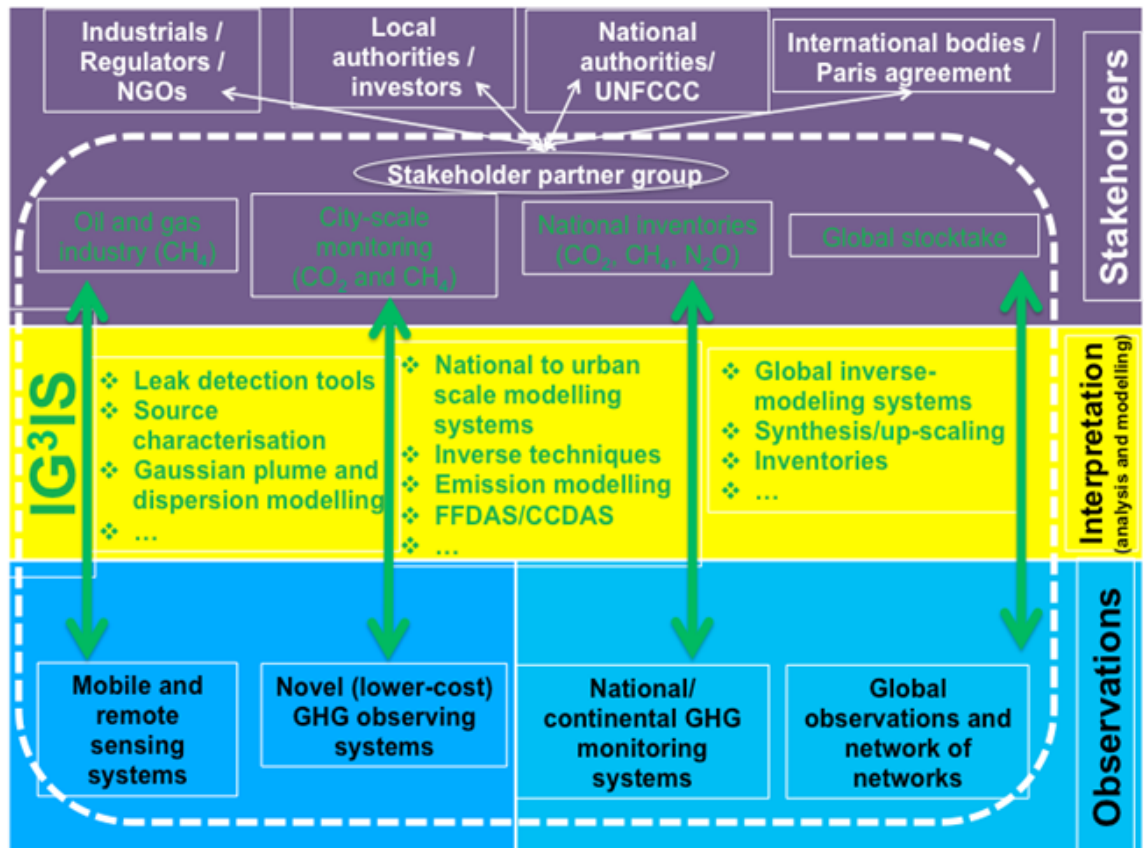 Industrials /
Regulators /
NGOs
Local
authorities /
investors
National
authorities/
UNFCCC
International bodies /
Paris agreement
Stakeholders
Stakeholder partner group
Oil and gas
industry (CH₄)
City-scale
monitoring
(CO₂ and CH₄)
National inventories
(CO₂, CH₄, N₂O)
Global stocktake
IG³IS
❖ Leak detection tools
❖ Source
characterisation
❖ Gaussian plume and
dispersion modelling
❖ ...
❖ National to urban
scale modelling
systems
❖ Inverse techniques
❖ Emission modelling
❖ FFDAS/CCDAS
❖ ...
❖ Global inverse-
modeling systems
❖ Synthesis/up-scaling
❖ Inventories
❖ ...
Interpretation
(analysis and modelling)
Mobile and
remote
sensing
systems
Novel (lower-cost)
GHG observing
systems
National/
continental GHG
monitoring
systems
Global
observations and
network of
networks
Observations